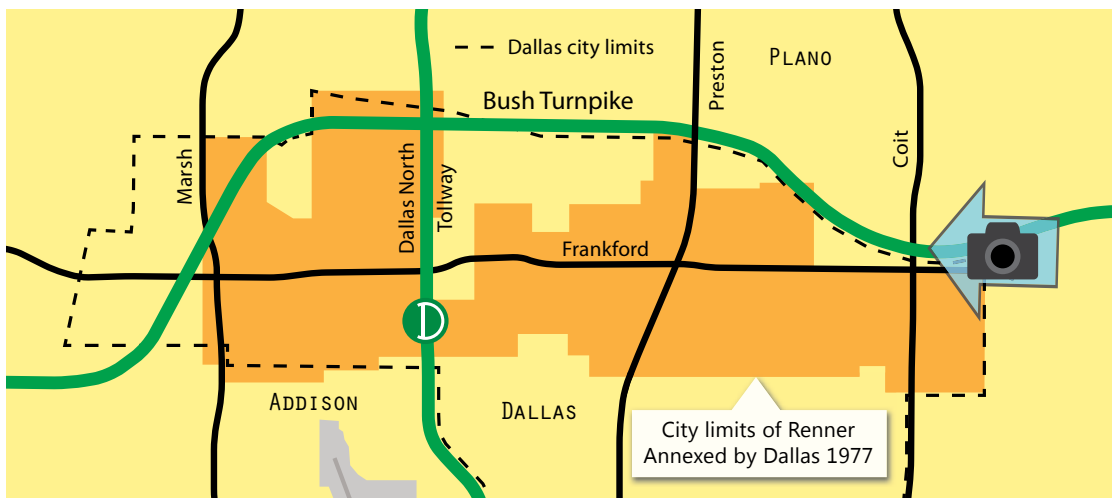 Dallas city limits
PLANO
Bush Turnpike
Preston
Marsh
Dallas North
Tollway
Coit
Frankford
D
ADDISON
DALLAS
City limits of Renner
Annexed by Dallas 1977